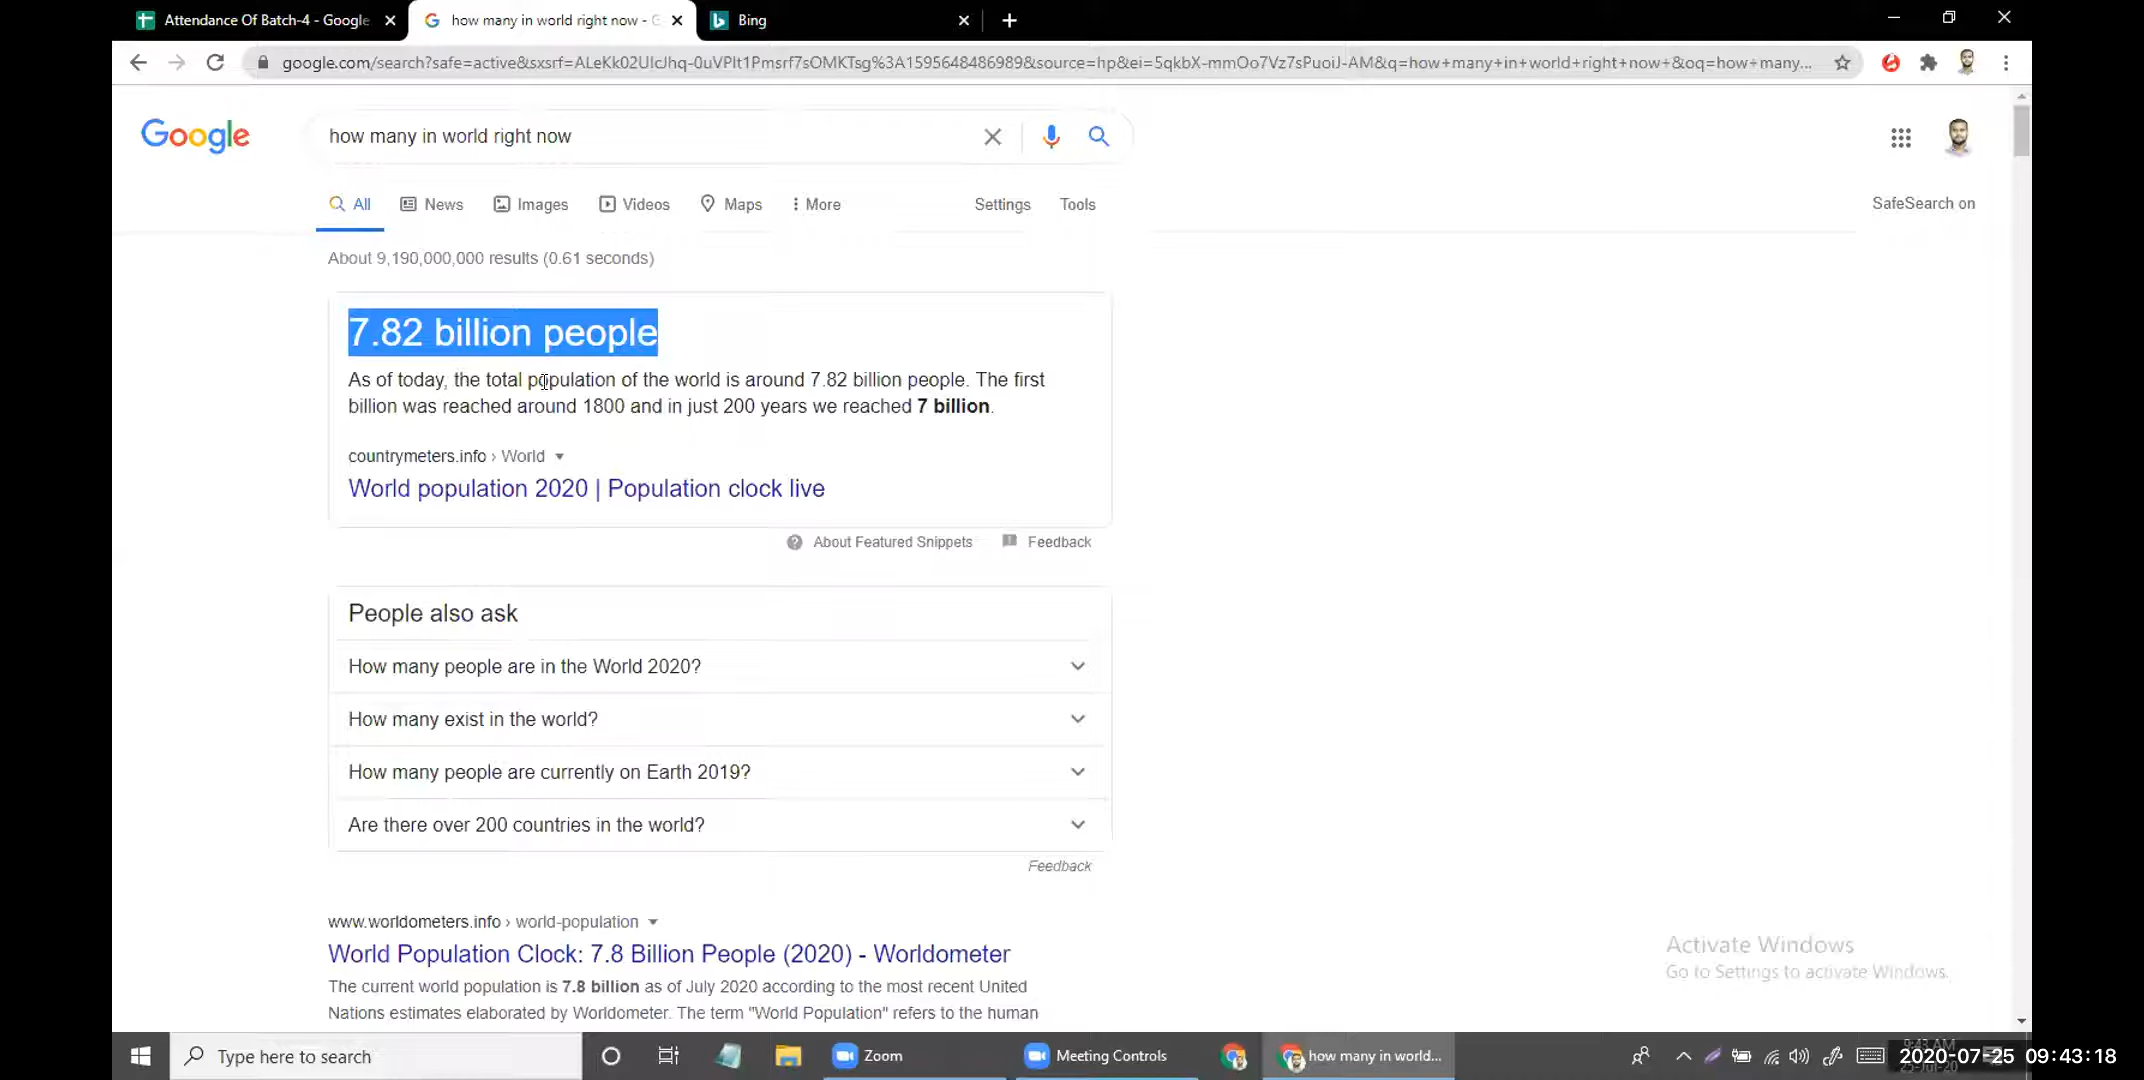 Attendance Of Batch-4 - Google
how many in world right now - G
Bing
google.com/search?safe=active&sxsrf=ALeKk02UIcJhq-0uVPlt1Pmsrf7sOMKTsg%3A1595648486989&source=hp&ei=5qkbX-mmOo7Vz7sPuoiJ-AM&q=how+many+in+world+right+now+&oq=how+many...
Google
how many in world right now
All News Images Videos Maps More Settings Tools
SafeSearch on
About 9,190,000,000 results (0.61 seconds)
7.82 billion people
As of today, the total population of the world is around 7.82 billion people. The first
billion was reached around 1800 and in just 200 years we reached 7 billion.
countrymeters.info › World
World population 2020 | Population clock live
About Featured Snippets Feedback
People also ask
How many people are in the World 2020?
How many exist in the world?
How many people are currently on Earth 2019?
Are there over 200 countries in the world?
Feedback
www.worldometers.info › world-population
World Population Clock: 7.8 Billion People (2020) - Worldometer
The current world population is 7.8 billion as of July 2020 according to the most recent United
Nations estimates elaborated by Worldometer. The term "World Population" refers to the human
Activate Windows
Go to Settings to activate Windows.
Type here to search
Zoom
Meeting Controls
how many in world...
9:43 AM
2020-07-25 09:43:18